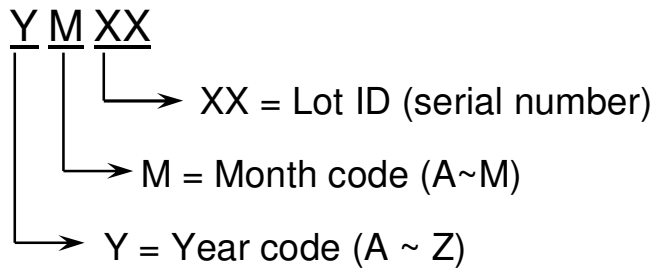 Y M XX
XX = Lot ID (serial number)
M = Month code (A~M)
Y = Year code (A ~ Z)